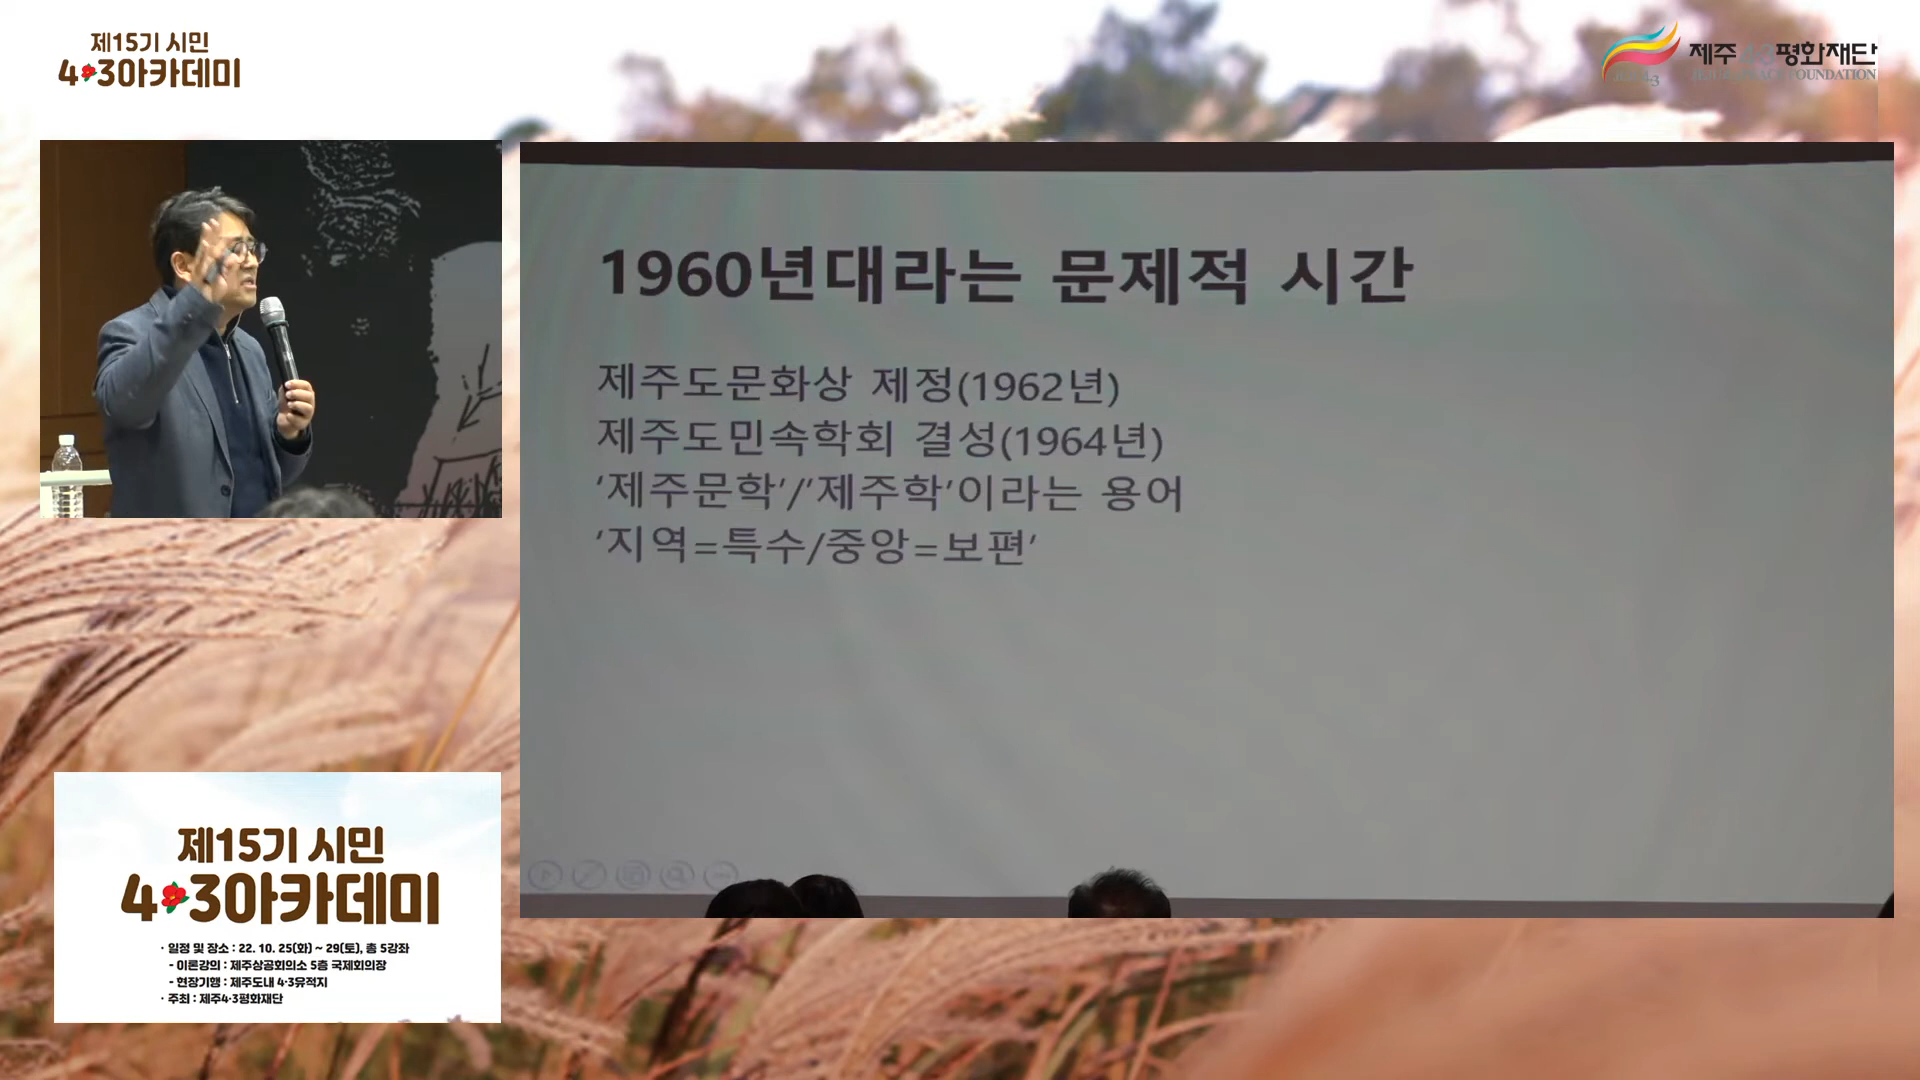 제15기 시민
4·3아카데미
제주4·3평화재단
1960년대라는 문제적 시간
제주도문화상 제정(1962년)
제주도민속학회 결성(1964년)
'제주문학'/'제주학'이라는 용어
'지역=특수/중앙=보편'
제15기 시민
4·3아카데미
· 일정 및 장소 : 22. 10. 25(화) ~ 29(토), 총 5강좌
- 이론강의 : 제주상공회의소 5층 국제회의장
- 현장기행 : 제주도내 4·3유적지
· 주최 : 제주4·3평화재단